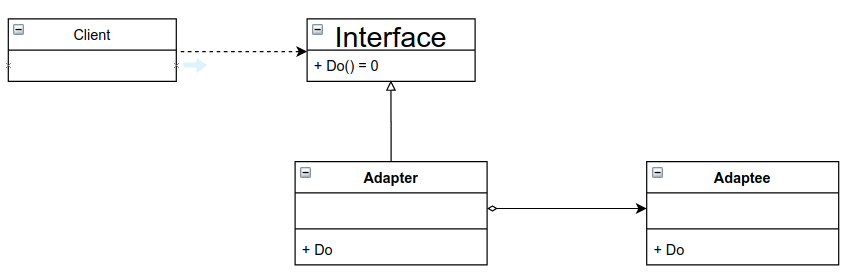 Client
Interface
+ Do() = 0
Adapter
+ Do
Adaptee
+ Do